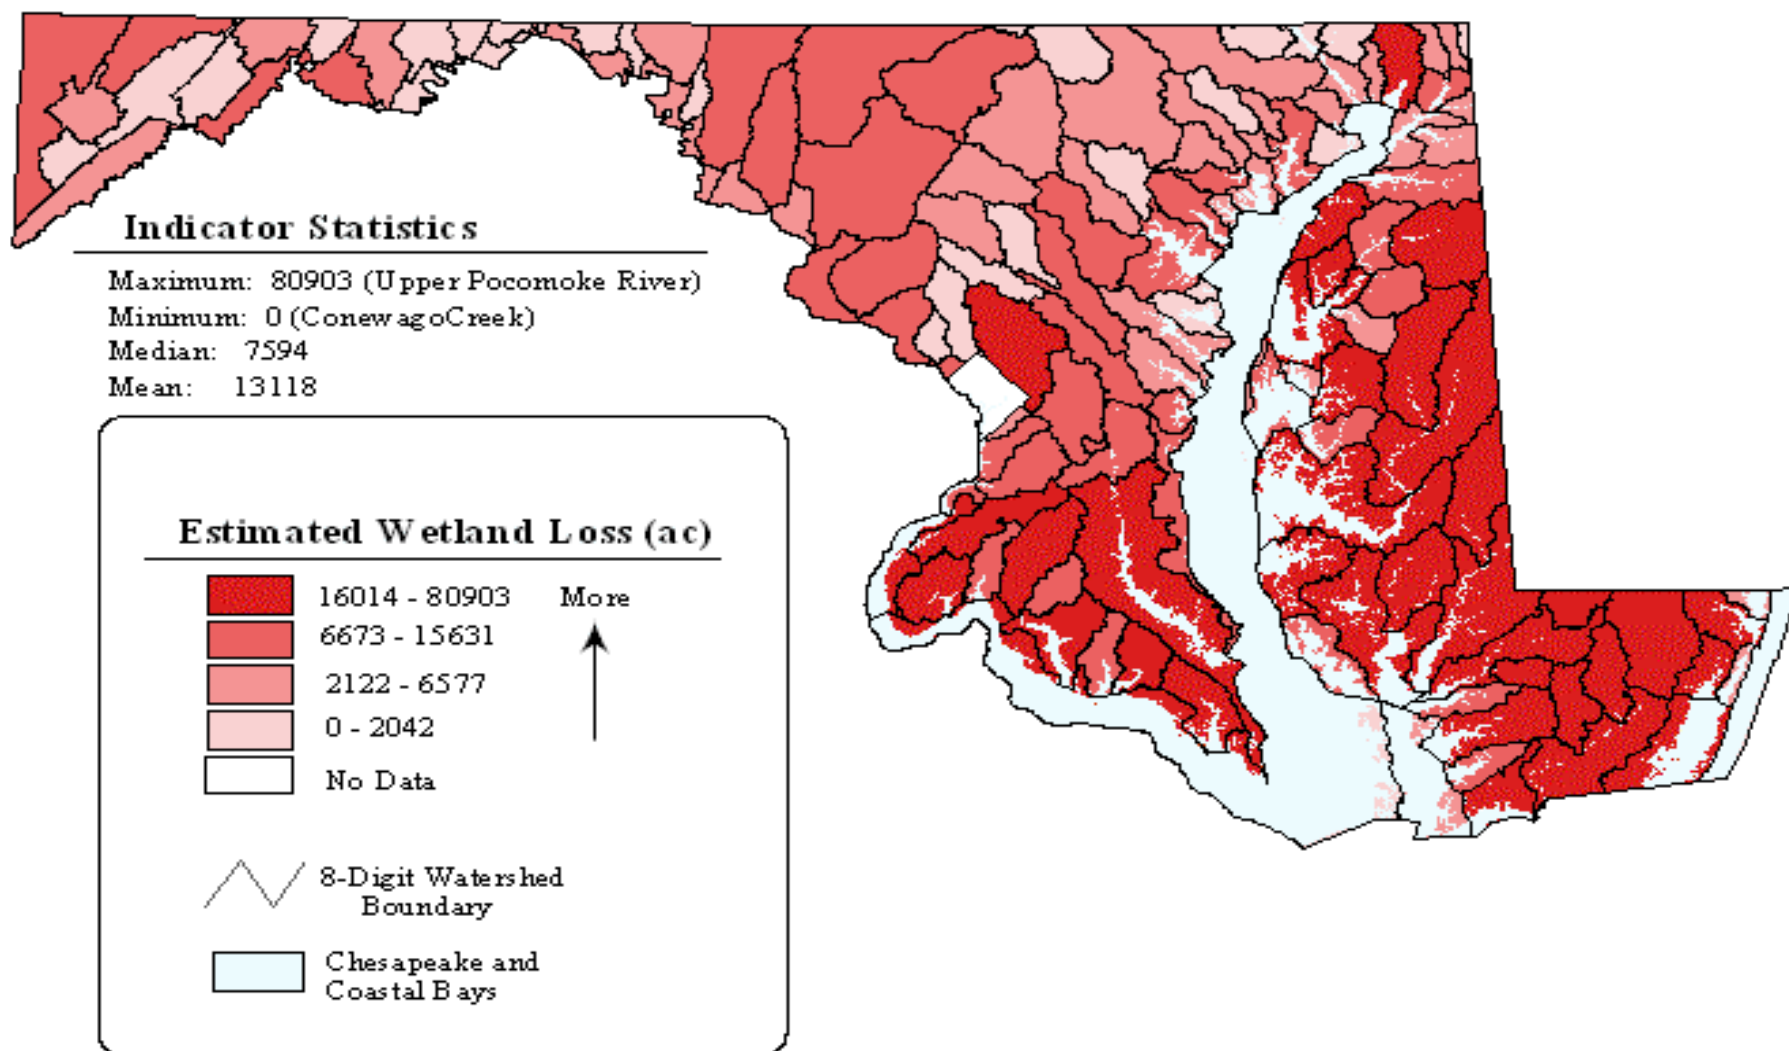 Indicator Statistics
Maximum: 80903 (Upper Pocomoke River)
Minimum: 0 (ConewagoCreek)
Median: 7594
Mean: 13118
Estimated Wetland Loss (ac)
16014 - 80903 More
6673 - 15631
2122 - 6577
0 - 2042
No Data
8-Digit Watershed
Boundary
Chesapeake and
Coastal Bays